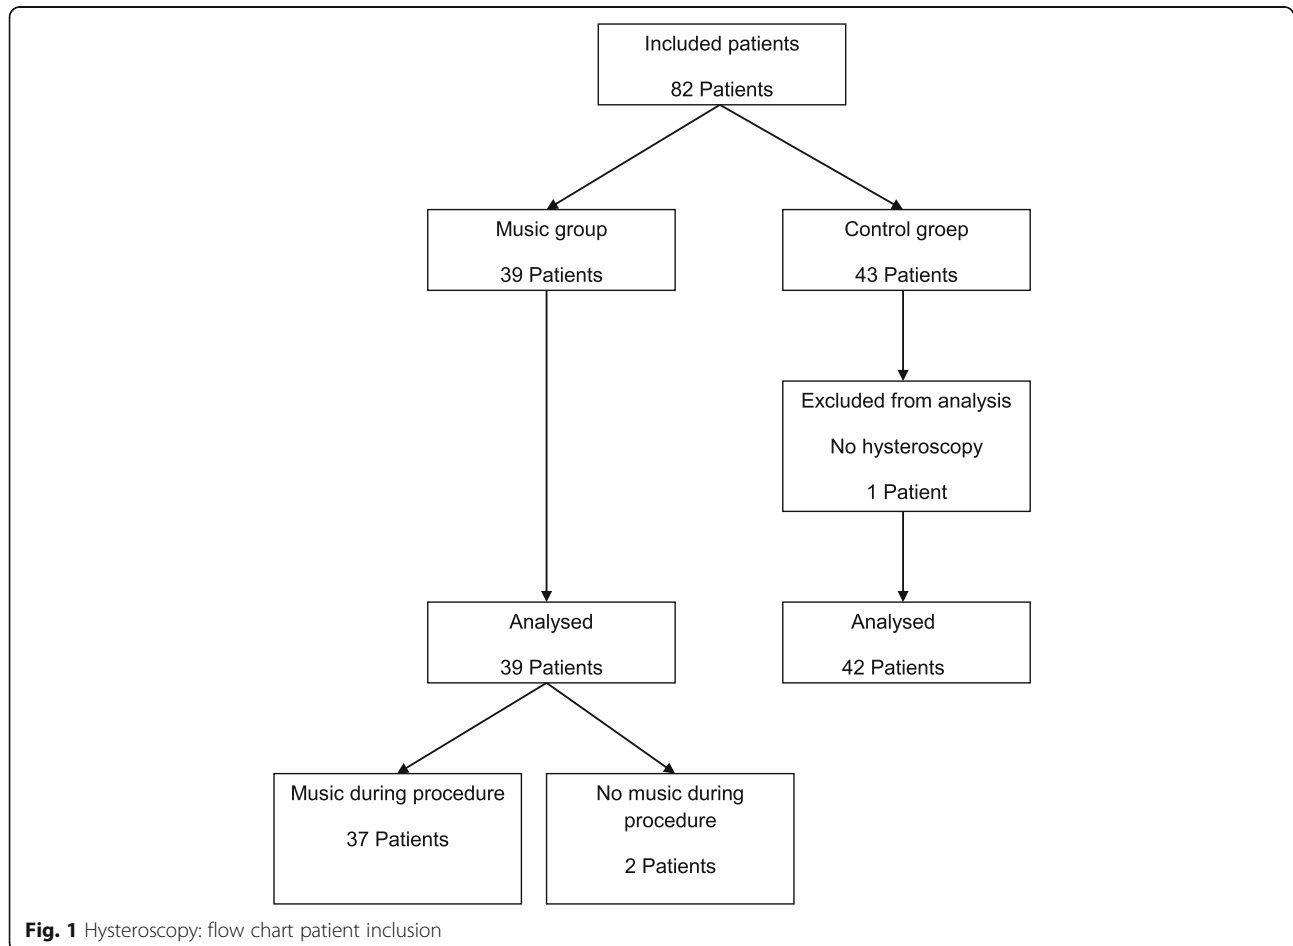 Included patients
82 Patients
Music group
39 Patients
Control groep
43 Patients
Excluded from analysis
No hysteroscopy
1 Patient
Analysed
39 Patients
Analysed
42 Patients
Music during procedure
37 Patients
No music during
procedure
2 Patients
Fig. 1 Hysteroscopy: flow chart patient inclusion